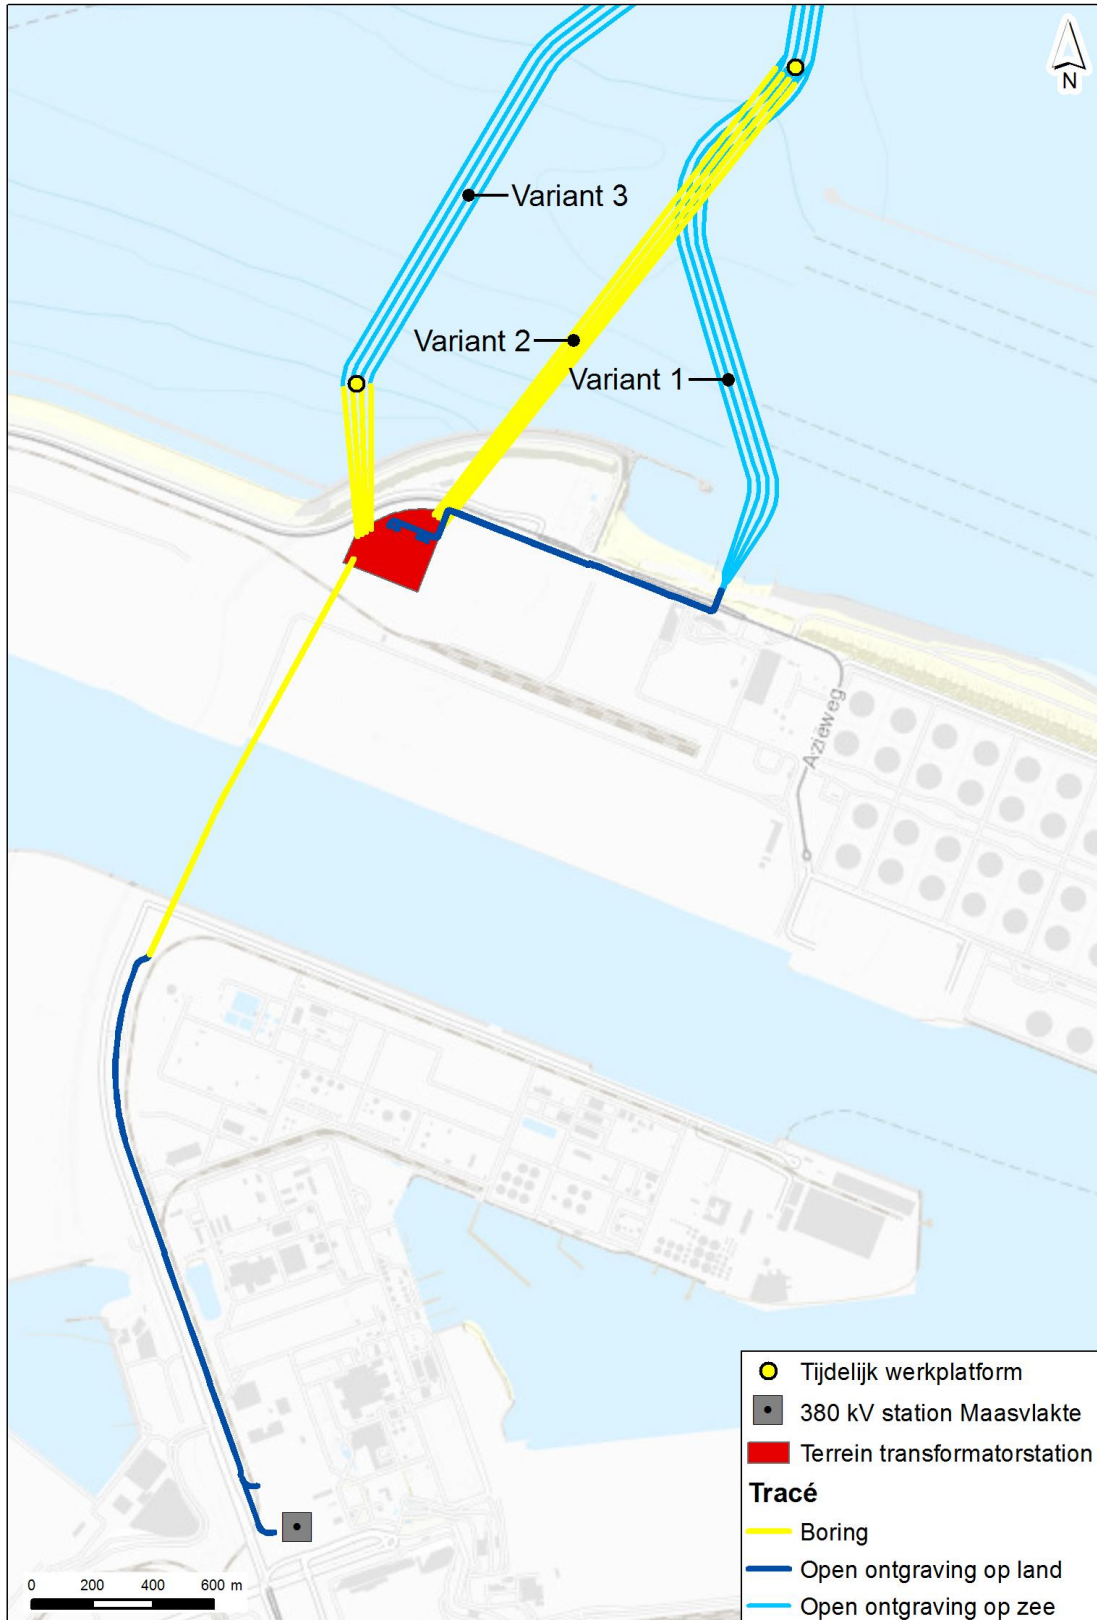 N
Variant 3
Variant 2
Variant 1
Aziëweg
Tijdelijk werkplatform
380 kV station Maasvlakte
Terrein transformatorstation
Tracé
Boring
Open ontgraving op land
Open ontgraving op zee
0 200 400 600 m